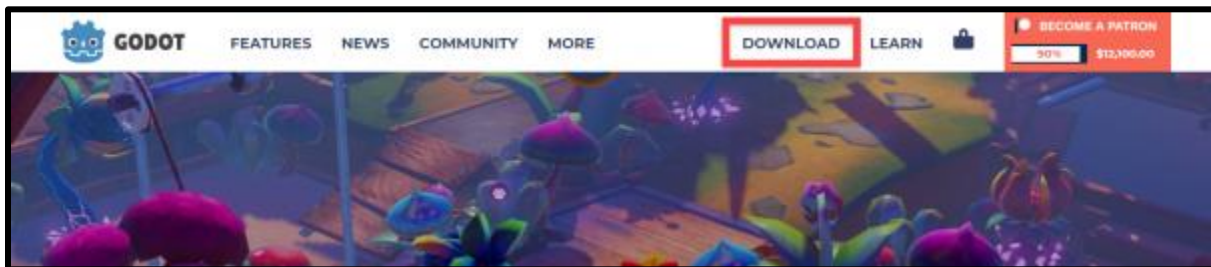 GODOT FEATURES NEWS COMMUNITY MORE DOWNLOAD LEARN BECOME A PATRON
90% $12,100.00